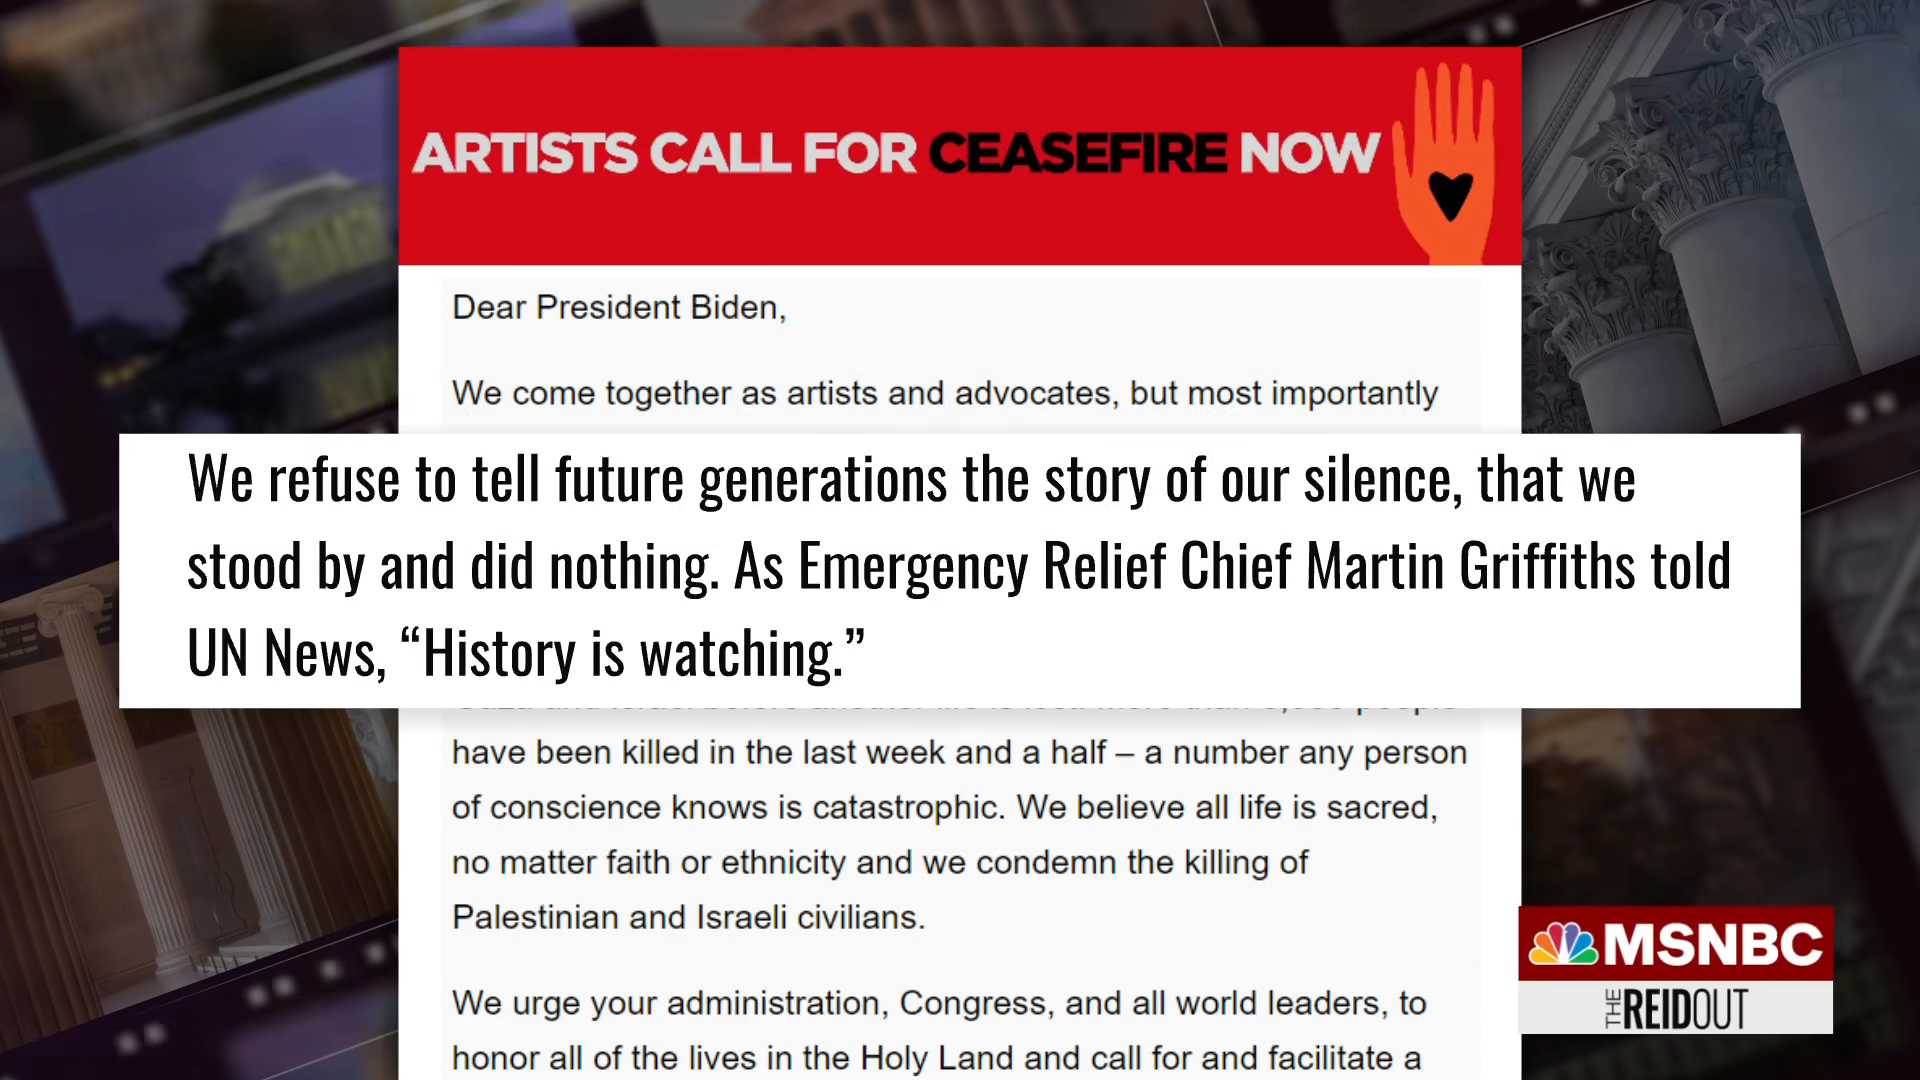 ARTISTS CALL FOR CEASEFIRE NOW
Dear President Biden,
We come together as artists and advocates, but most importantly
We refuse to tell future generations the story of our silence, that we
stood by and did nothing. As Emergency Relief Chief Martin Griffiths told
UN News, “History is watching.”
have been killed in the last week and a half – a number any person
of conscience knows is catastrophic. We believe all life is sacred,
no matter faith or ethnicity and we condemn the killing of
Palestinian and Israeli civilians.
We urge your administration, Congress, and all world leaders, to
honor all of the lives in the Holy Land and call for and facilitate a
MSNBC
THE REIDOUT